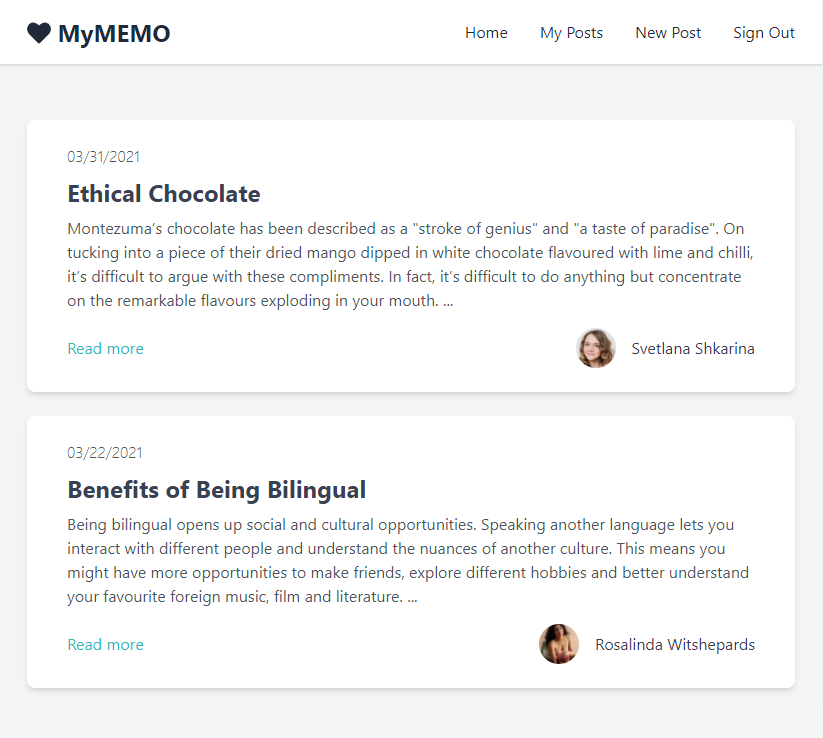 MyMEMO
Home My Posts New Post Sign Out
03/31/2021
Ethical Chocolate
Montezuma’s chocolate has been described as a "stroke of genius" and "a taste of paradise". On
tucking into a piece of their dried mango dipped in white chocolate flavoured with lime and chilli,
it’s difficult to argue with these compliments. In fact, it’s difficult to do anything but concentrate
on the remarkable flavours exploding in your mouth. ...
Read more
Svetlana Shkarina
03/22/2021
Benefits of Being Bilingual
Being bilingual opens up social and cultural opportunities. Speaking another language lets you
interact with different people and understand the nuances of another culture. This means you
might have more opportunities to make friends, explore different hobbies and better understand
your favourite foreign music, film and literature. ...
Read more
Rosalinda Witshepards